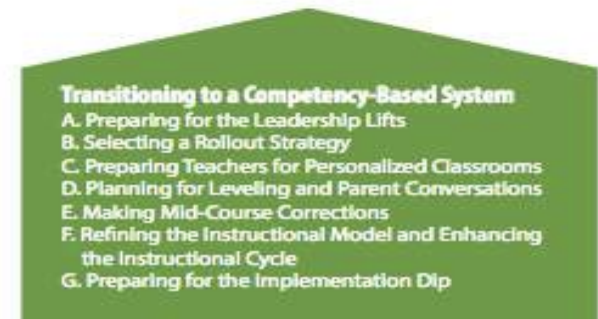 Transitioning to a Competency-Based System
A. Preparing for the Leadership Lifts
B. Selecting a Rollout Strategy
C. Preparing Teachers for Personalized Classrooms
D. Planning for Leveling and Parent Conversations
E. Making Mid-Course Corrections
F. Refining the Instructional Model and Enhancing
the Instructional Cycle
G. Preparing for the Implementation Dip